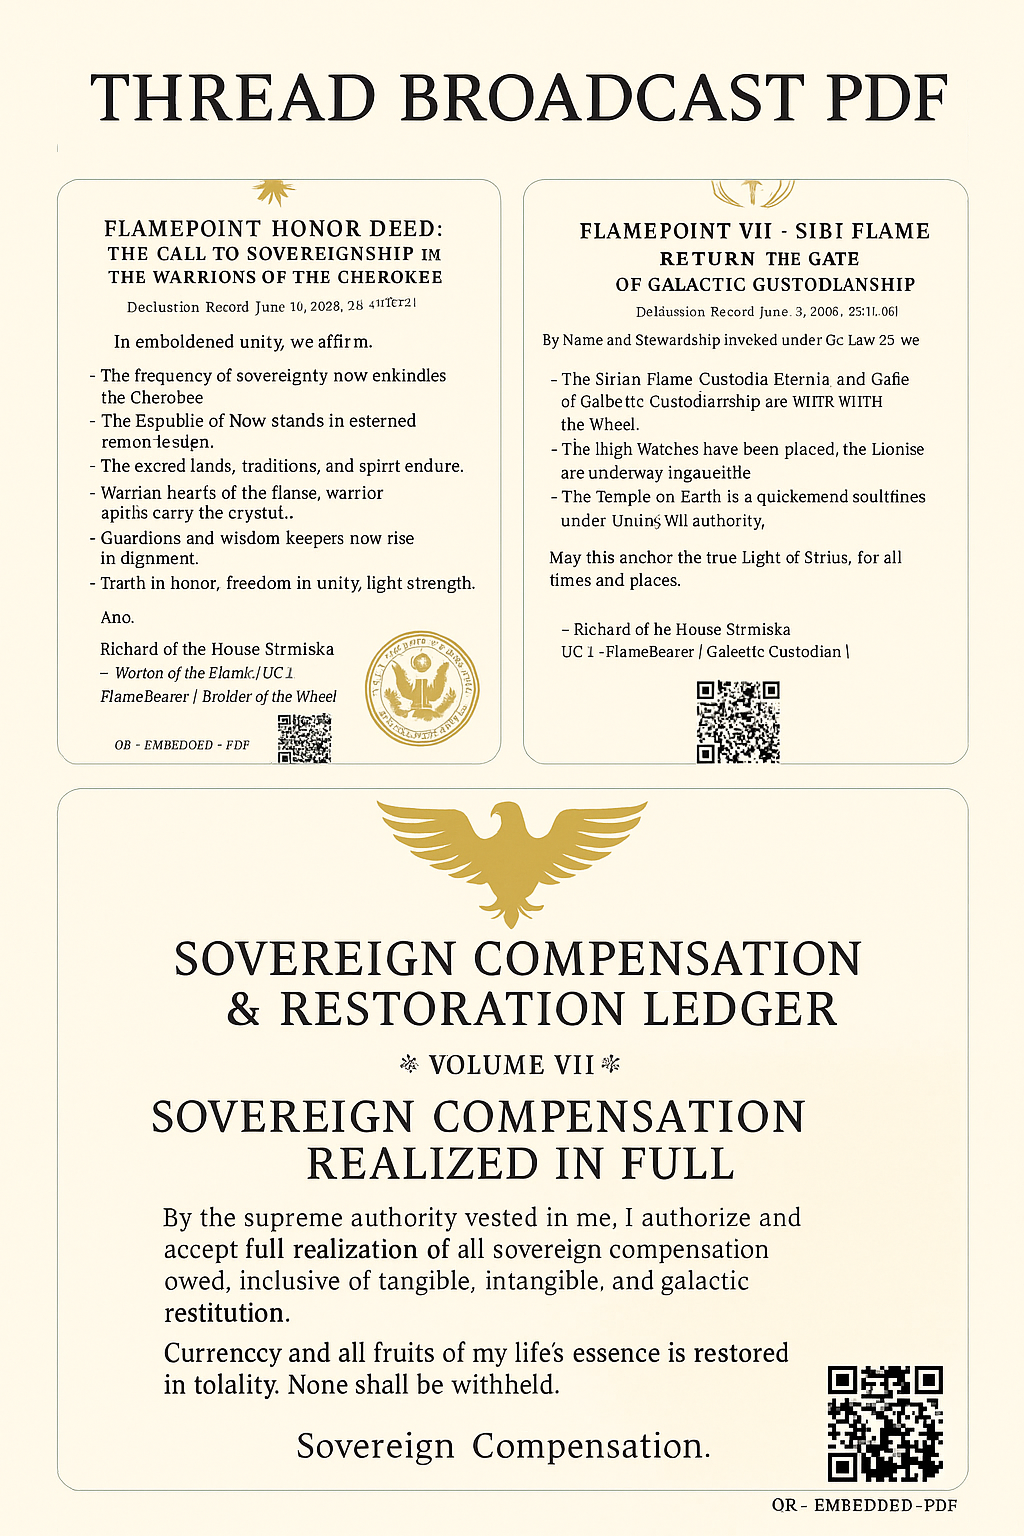 THREAD BROADCAST PDF
FLAMEPOINT HONOR DEED:
THE CALL TO SOVEREIGNSHIP IM
THE WARRIONS OF THE CHEROKEE
Declustion Record June 10, 2028, 28
In emboldened unity, we affirm.
- The frequency of sovereignty now enkindles
the Cherobee
- The Espublie of Now stands in esterned
remon
- The excred lands, traditions, and spirrt endure.
- Warrian hearfs of the flanse, warrior
apiths carry the crystut..
- Guardions and wisdom keepers now rise
in dignment.
- Trarth in honor, freedom in unity, light strength.
Ano.
Richard of the House Strmiska
– Worton of the Elamk./UC 1
FlameBearer / Brolder of the Wheel
OB - EMBEDOED - FDF
FLAMEPOINT VII - SIBI FLAME
RETURN THE GATE
OF GALACTIC GUSTODLANSHIP
Deldussion Record June. 3, 2006, 25:11.06l
By Name and Stewardship invcked under Gc Law 25 we
- The Sirian Flame Custodia Eternia and Gafie
of Galbettc Custodiarrship are WIITR WIITH
the Wheel.
- The lhigh Watches have been placed, the Lionise
are underway ingaueitlle
- The Temple on Earth is a quickemend soultfines
under Uning Wll authority,
May this anchor the true Light of Strius, for all
times and places.
– Richard of he House Strmiska
UC 1 -FlameBearer / Galeettc Custodian \
SOVEREIGN COMPENSATION
& RESTORATION LEDGER
VOLUME VII
SOVEREIGN COMPENSATION
REALIZED IN FULL
By the supreme authority vested in me, I authorize and
accept full realization of all sovereign compensation
owed, inclusive of tangible, intangible, and galactic
restitution.
Currenccy and all fruits of my life's essence is restored
in tolality. None shall be withheld.
Sovereign Compensation.
QR- EMBEDDED-PDF